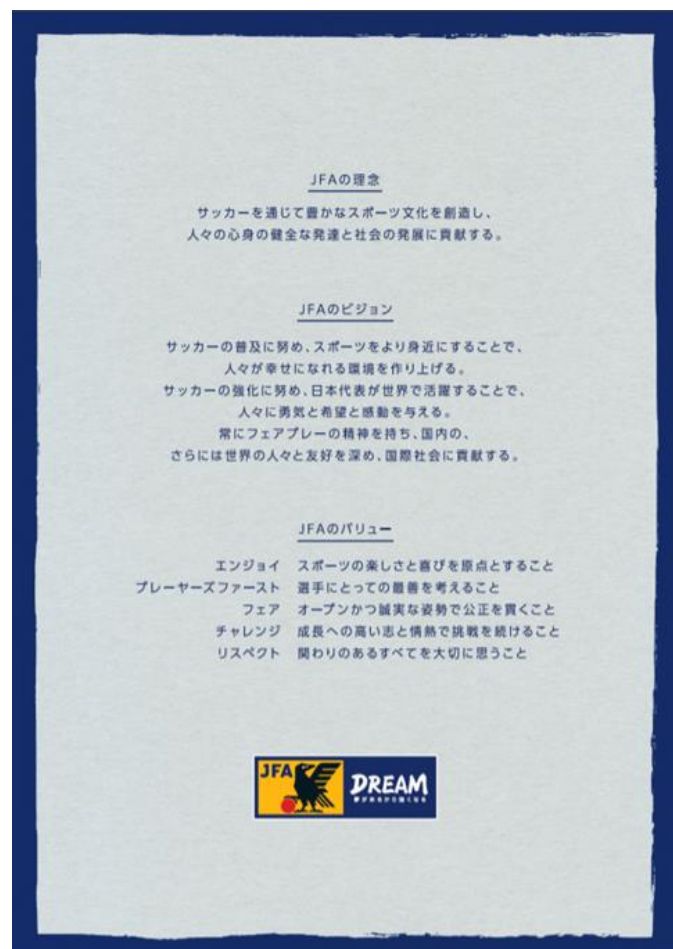 JFAの理念
サッカーを通じて豊かなスポーツ文化を創造し、
人々の心身の健全な発達と社会の発展に貢献する。
JFAのビジョン
サッカーの普及に努め、スポーツをより身近にすることで、
人々が幸せになれる環境を作り上げる。
サッカーの強化に努め、日本代表が世界で活躍することで、
人々に勇気と希望と感動を与える。
常にフェアプレーの精神を持ち、国内の、
さらには世界の人々と友好を深め、国際社会に貢献する。
JFAのバリュー
エンジョイ スポーツの楽しさと喜びを原点とすること
プレーヤーズファースト 選手にとっての最善を考えること
フェア オープンかつ誠実な姿勢で公正を貫くこと
チャレンジ 成長への高い志と情熱で挑戦を続けること
リスペクト 関わりのあるすべてを大切に思うこと
JFA
DREAM
夢があるから強くなる